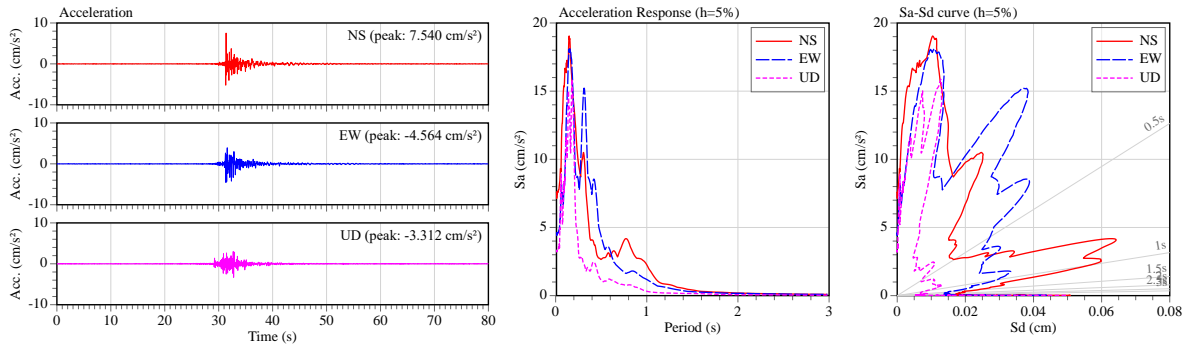 Acceleration
Acc. (cm/s²)
10
0
-10
NS (peak: 7.540 cm/s²)
Acc. (cm/s²)
10
0
-10
EW (peak: -4.564 cm/s²)
Acc. (cm/s²)
10
0
-10
UD (peak: -3.312 cm/s²)
0 10 20 30 40 50 60 70 80
Time (s)
Acceleration Response (h=5%)
Sa (cm/s²)
20
15
10
5
0
NS
EW
UD
0 1 2 3
Period (s)
Sa-Sd curve (h=5%)
Sa (cm/s²)
20
15
10
5
0
NS
EW
UD
0.5s
1s
1.5s
2.5s
0.00 0.02 0.04 0.06 0.08
Sd (cm)